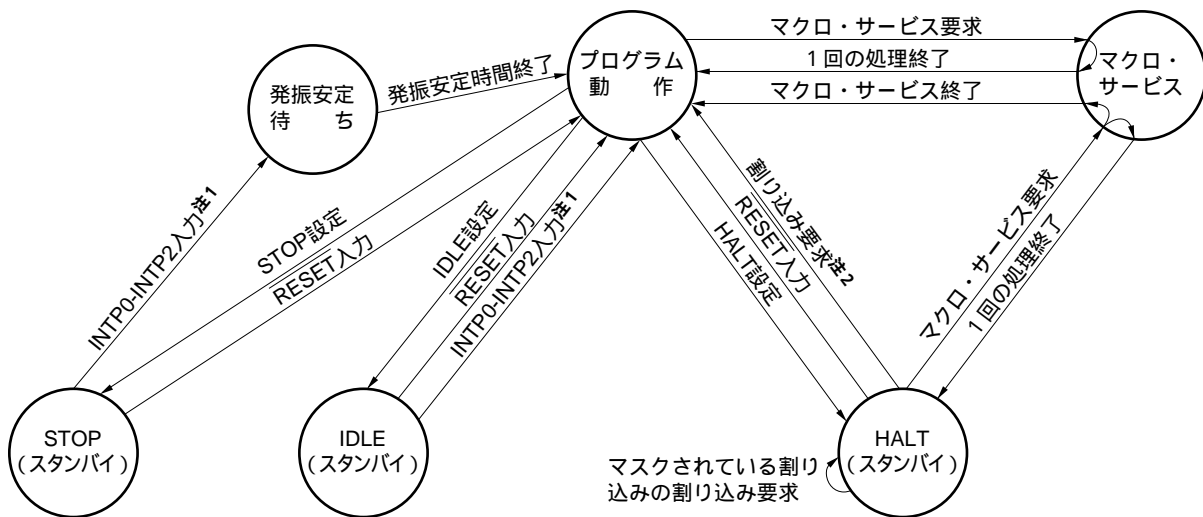 マクロ・サービス要求
1回の処理終了
マクロ・サービス終了
プログラム
動　作
マクロ・
サービス
発振安定
待　ち
発振安定時間終了
INTP0-INTP2入力注1
STOP設定
RESET入力
IDLE設定
RESET入力
INTP0-INTP2入力注1
割り込み要求注2
RESET入力
HALT設定
マクロ・サービス要求
1回の処理終了
STOP
(スタンバイ)
IDLE
(スタンバイ)
HALT
(スタンバイ)
マスクされている割り
込みの割り込み要求